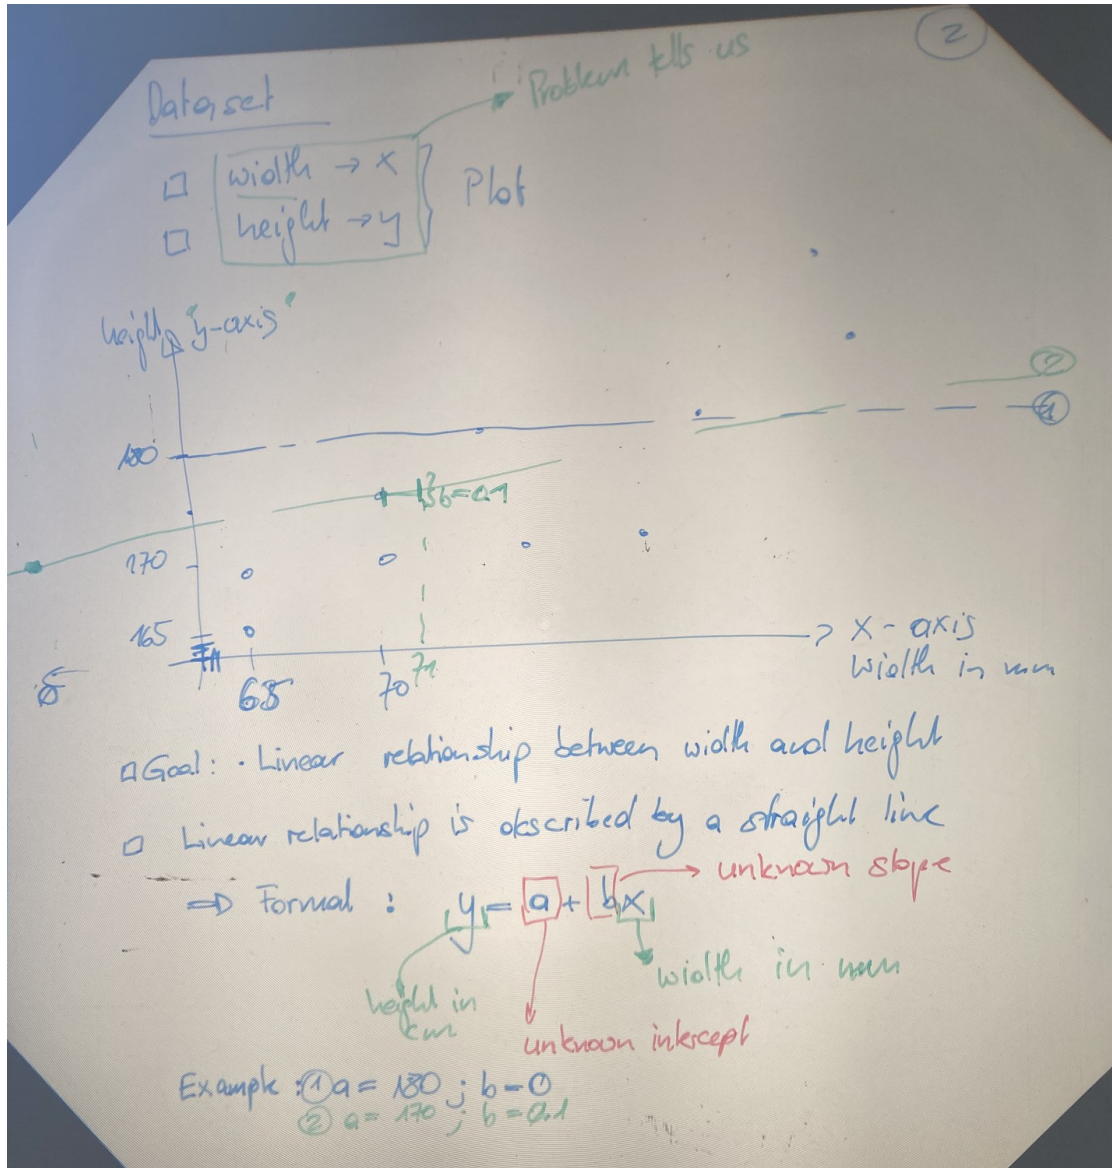 2
Problem tells us
Dataset
□ width → x
□ height → y
Plot
height "y-axis"
2
1
180
b=0.1
170
165
x-axis
width in mm
68
70
71
□ Goal: · Linear relationship between width and height
□ Linear relationship is described by a straight line
⇒ Formal : y = a + bx
unknown slope
width in mm
height in cm
unknown intercept
Example : ① a = 180 ; b = 0
② a = 170 ; b = 0.1